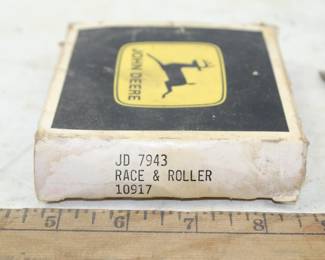 JOHN DEERE
JD 7943
RACE & ROLLER
10917
5 6 7 8